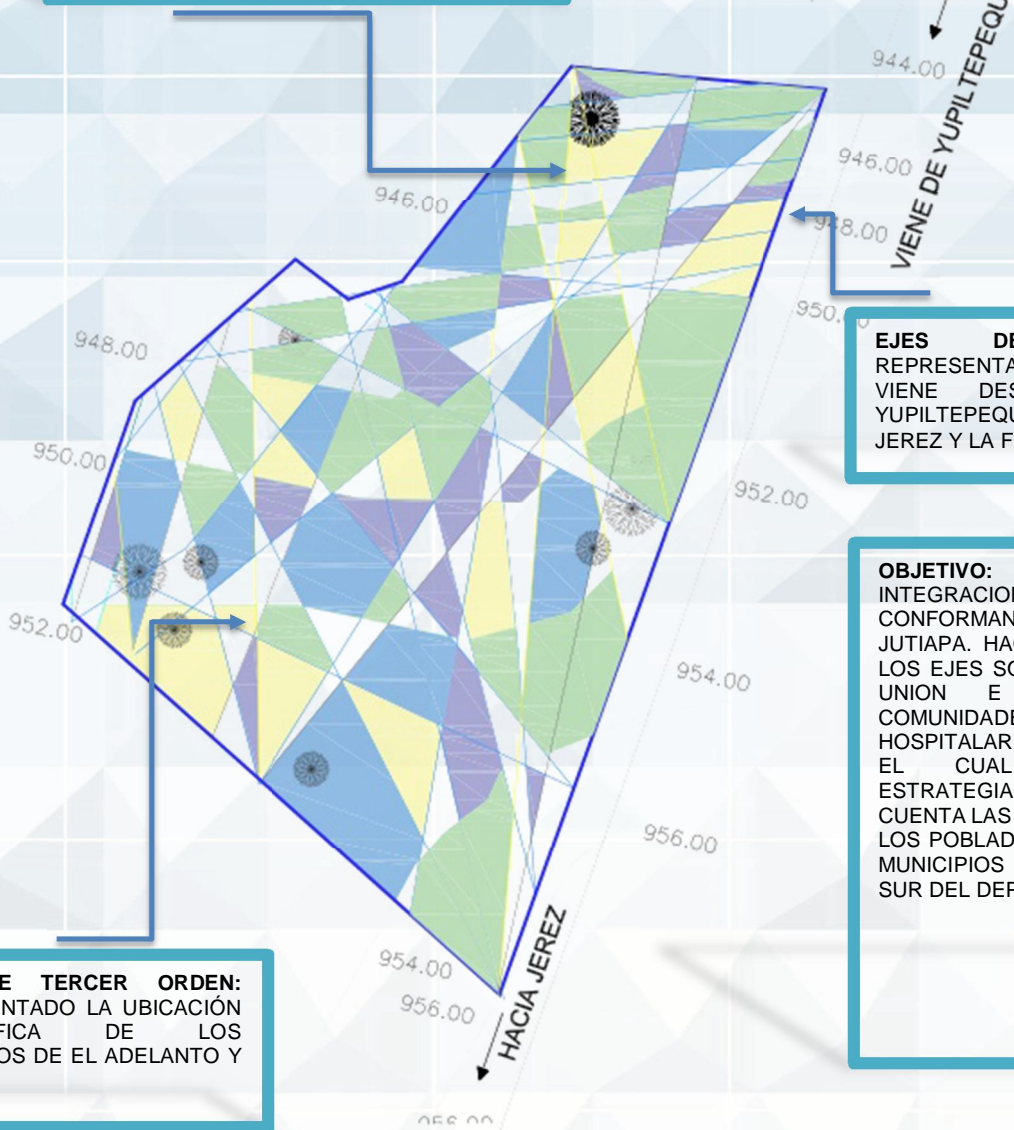 944.00
VIENE DE YUPILTEPEQU
946.00
946.00
948.00
950.
948.00
950.00
952.00
952.00
954.00
956.00
954.00
956.00
HACIA JEREZ
EJES DE
REPRESENTA
VIENE DES
YUPILTEPEQU
JEREZ Y LA F
OBJETIVO:
INTEGRACION
CONFORMAN
JUTIAPA. HAC
LOS EJES SO
UNION E
COMUNIDADE
HOSPITALAR
EL CUAL
ESTRATEGIA
CUENTA LAS
LOS POBLAD
MUNICIPIOS
SUR DEL DEP
E TERCER ORDEN:
NTADO LA UBICACIÓN
FICA DE LOS
OS DE EL ADELANTO Y